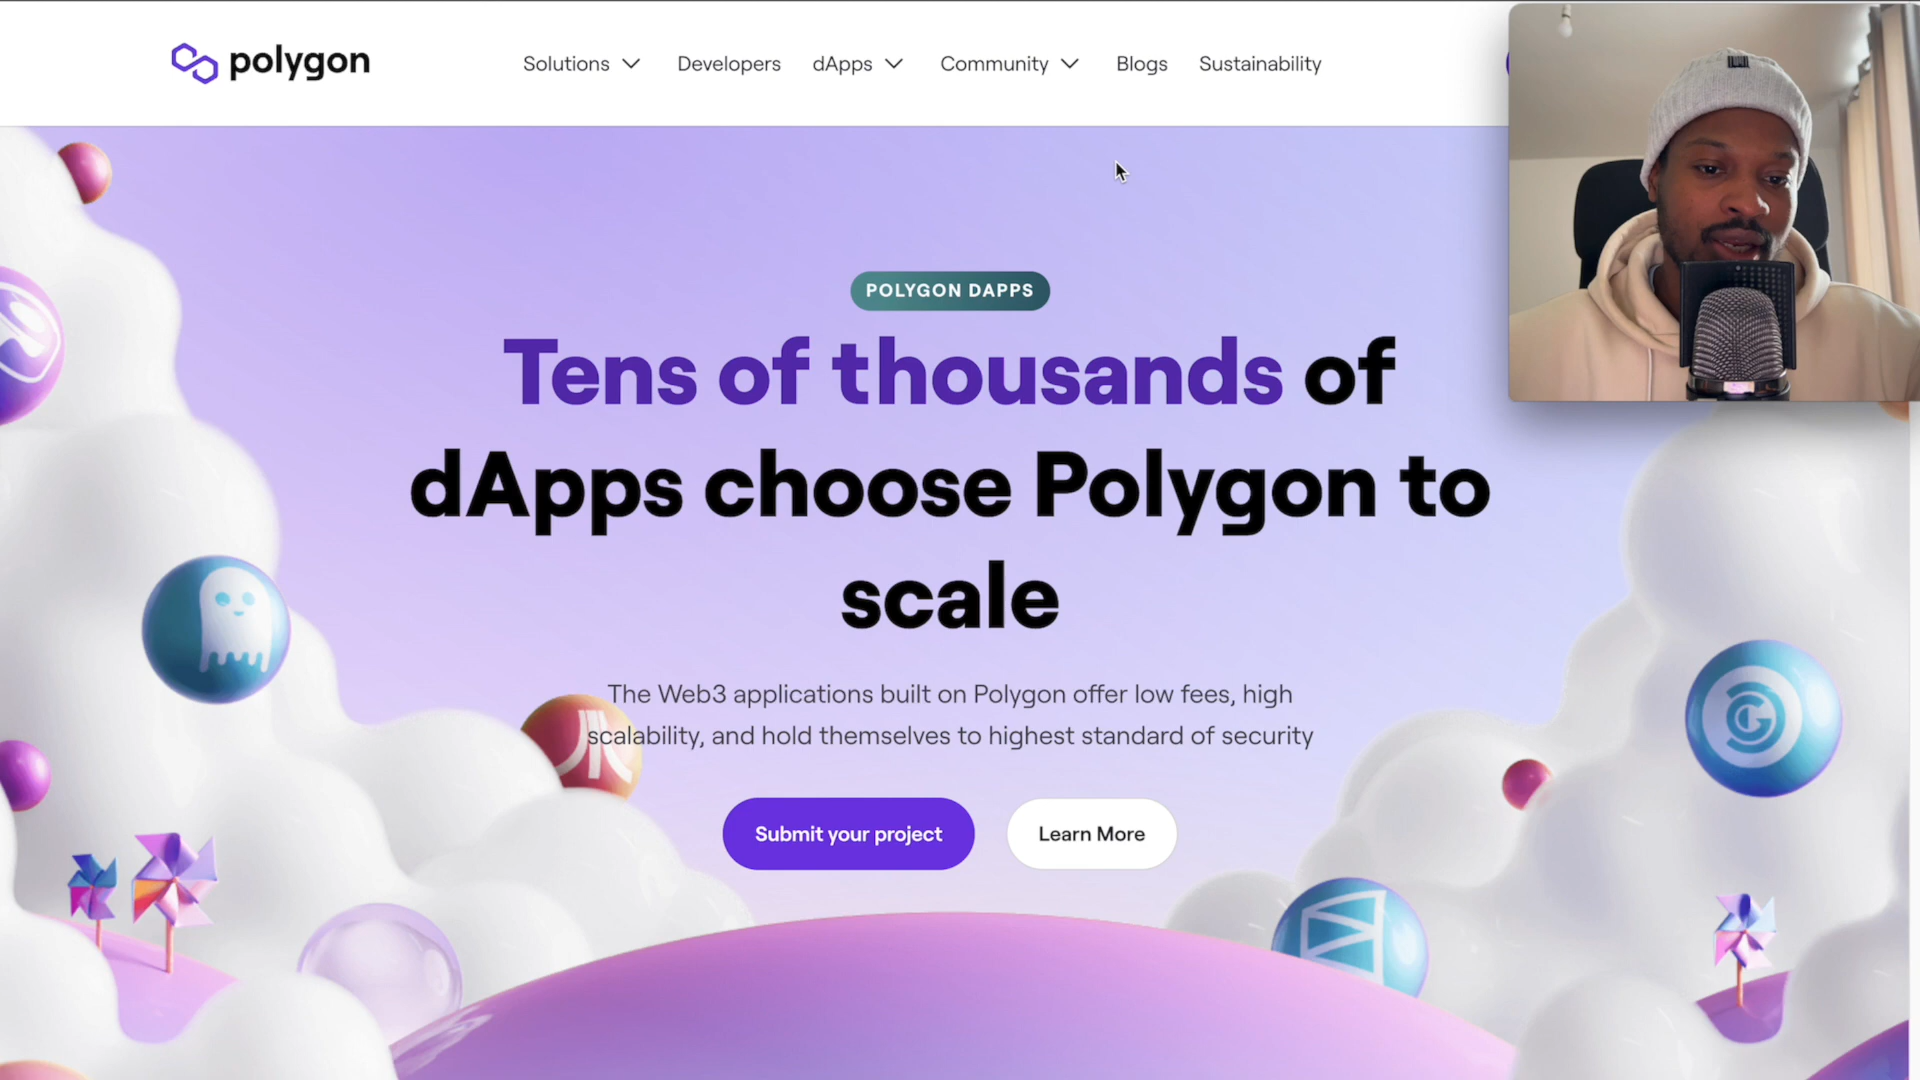 polygon
Solutions
Developers
dApps
Community
Blogs
Sustainability
POLYGON DAPPS
Tens of thousands of
dApps choose Polygon to
scale
The Web3 applications built on Polygon offer low fees, high
scalability, and hold themselves to highest standard of security
Submit your project
Learn More